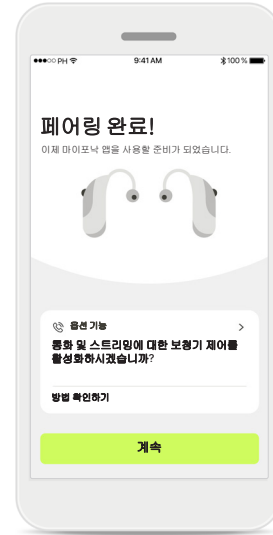 PH 9:41 AM 100 %
페어링 완료!
이제 마이포낙 앱을 사용할 준비가 되었습니다.
옵션 기능
통화 및 스트리밍에 대한 보청기 제어를
활성화하시겠습니까?
방법 확인하기
계속